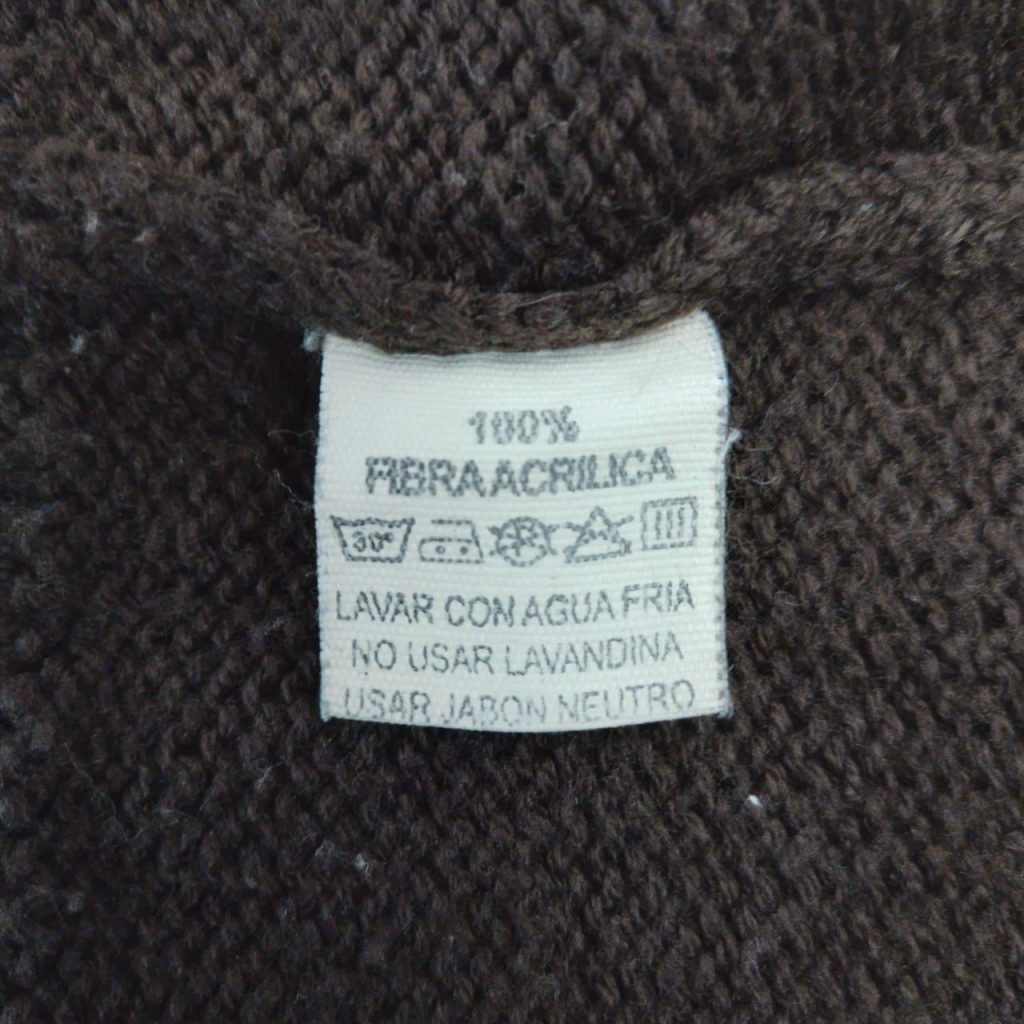 100%
FIBRA ACRILICA
30° P
LAVAR CON AGUA FRIA
NO USAR LAVANDINA
USAR JABON NEUTRO